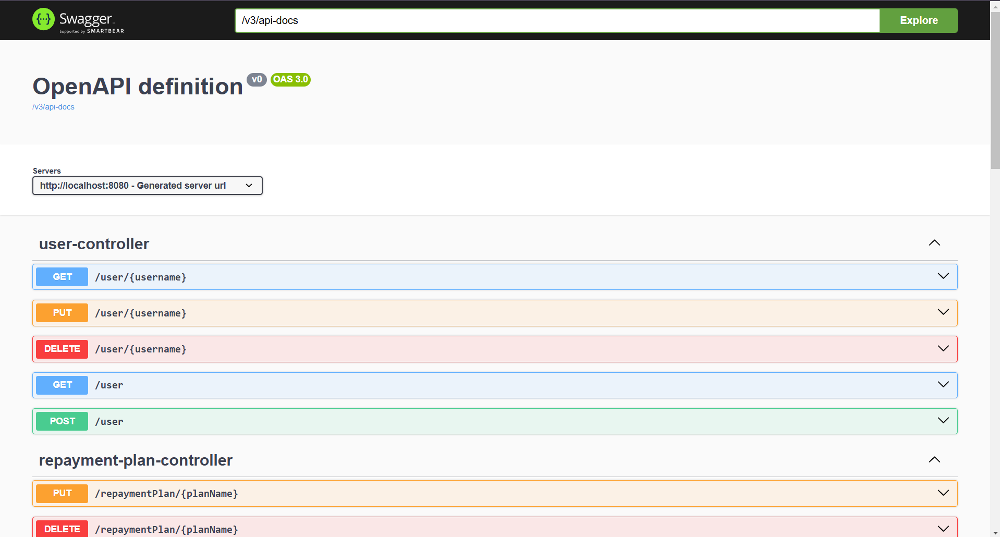 Swagger
Supported by SMARTBEAR
/v3/api-docs
Explore
OpenAPI definition v0 OAS 3.0
/v3/api-docs
Servers
http://localhost:8080 - Generated server url
user-controller
GET /user/{username}
PUT /user/{username}
DELETE /user/{username}
GET /user
POST /user
repayment-plan-controller
PUT /repaymentPlan/{planName}
DELETE /repaymentPlan/{planName}